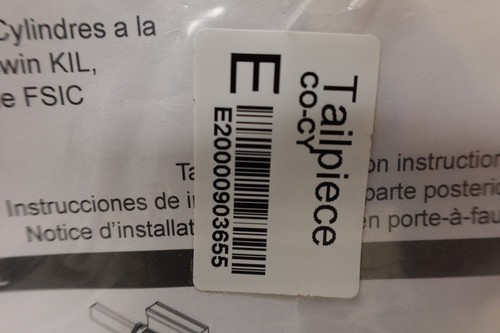 Cylindres a la
win KIL,
e FSIC
Tailpiece
CO-CY
E
E20000903655
on instruction
Instrucciones de i
parte posterio
Notice d'installat
en porte-à-fau